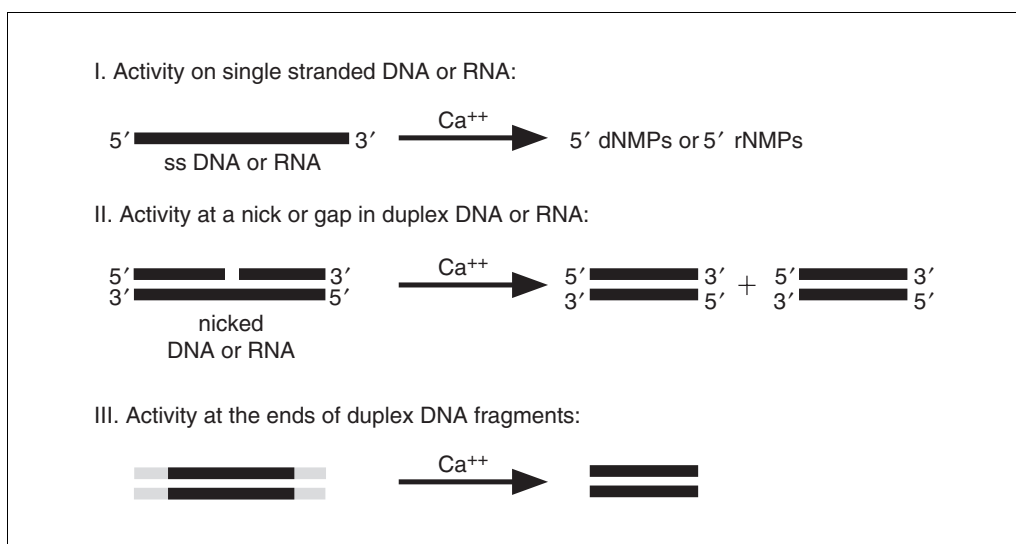 I. Activity on single stranded DNA or RNA:
Ca++
5′ 3′ 5′ dNMPs or 5′ rNMPs
ss DNA or RNA
II. Activity at a nick or gap in duplex DNA or RNA:
Ca++
5′ 3′ 5′ 3′ + 5′ 3′
3′ 5′ 3′ 5′ 3′ 5′
nicked
DNA or RNA
III. Activity at the ends of duplex DNA fragments:
Ca++